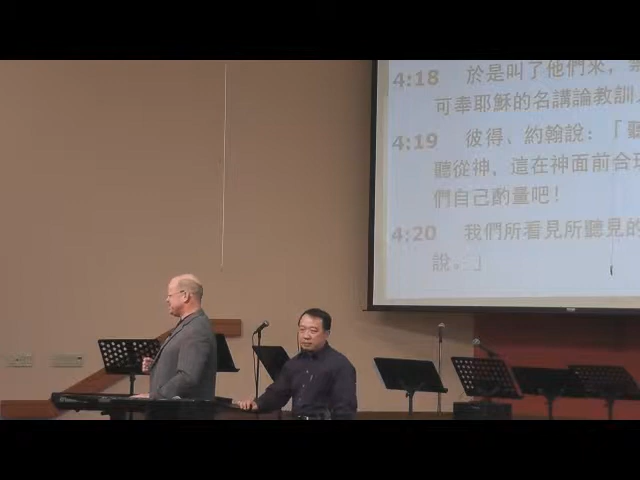 4:18 於是叫了他們來，
可奉耶穌的名講論教訓
4:19 彼得、約翰說：「聽
聽從神，這在神面前合
們自己酌量吧！
4:20 我們所看見所聽見的
說。」